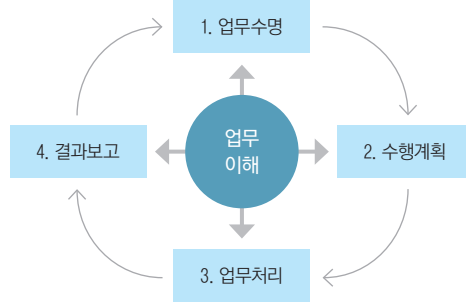 1. 업무수명
업무
이해
4. 결과보고
2. 수행계획
3. 업무처리